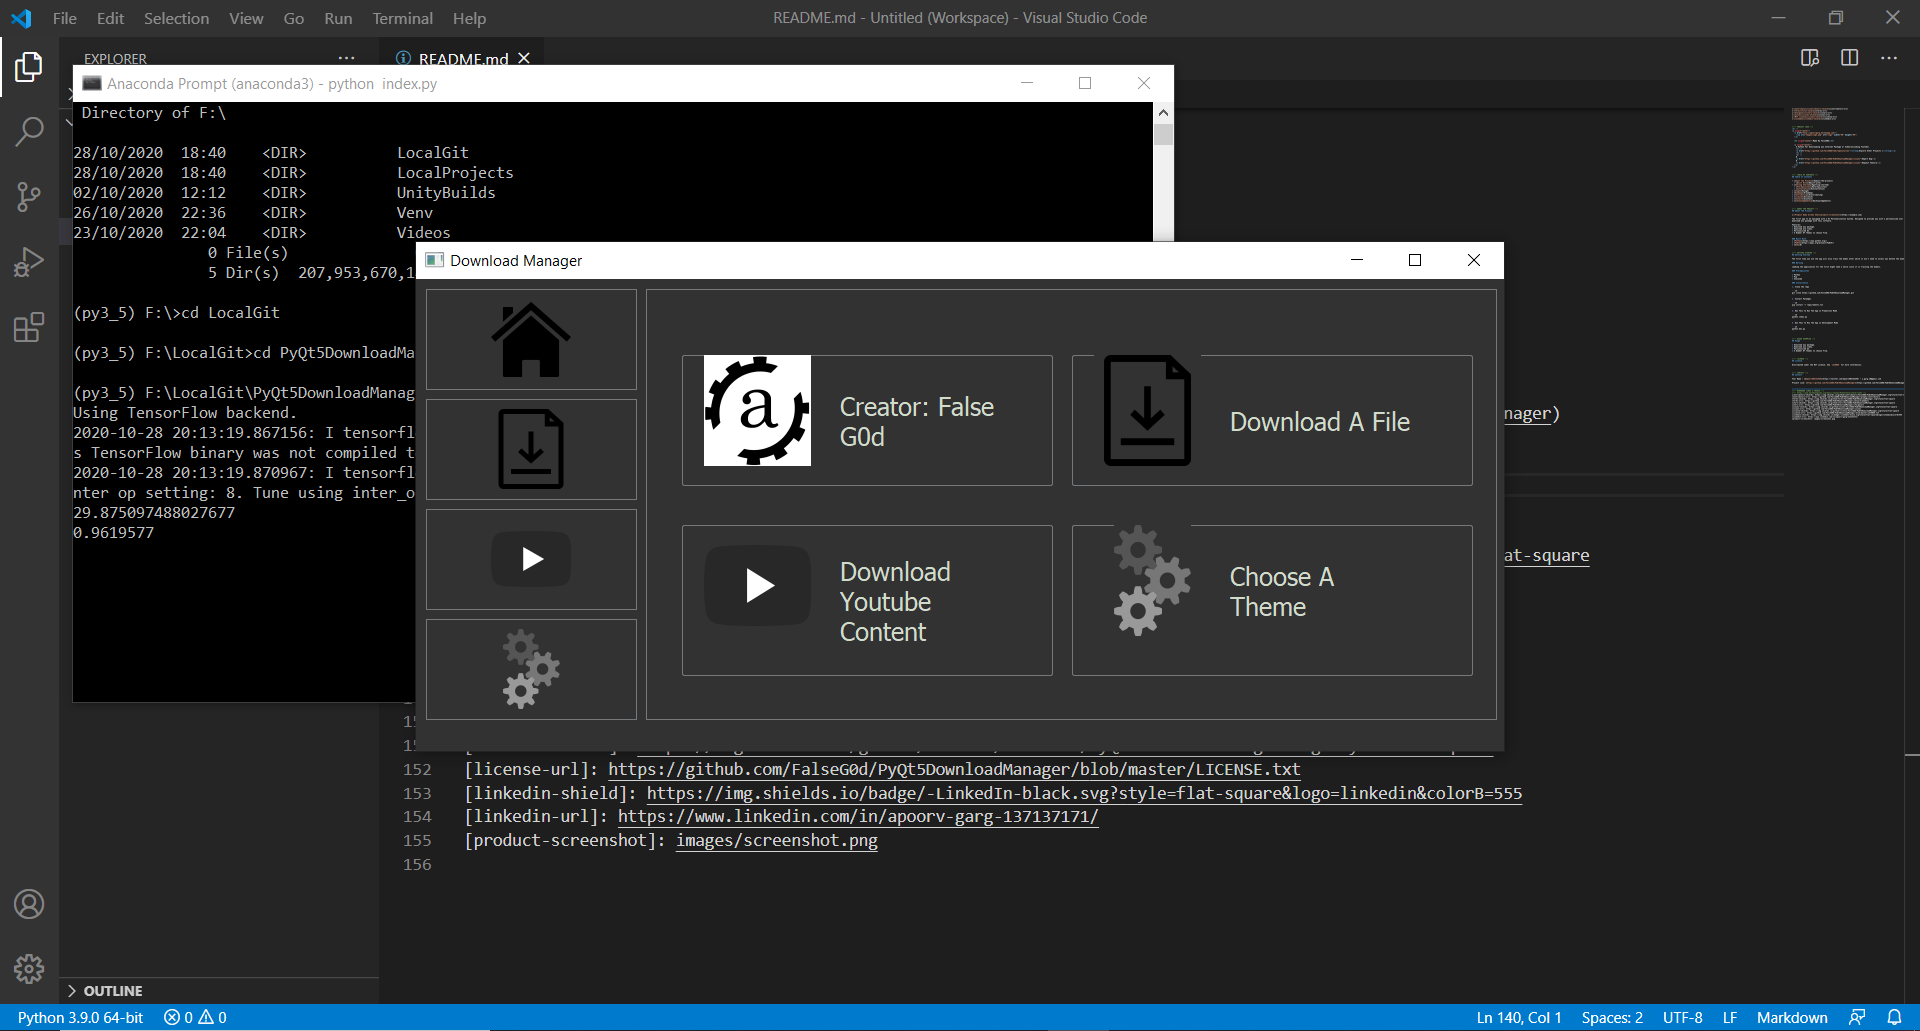 File Edit Selection View Go Run Terminal Help
README.md - Untitled (Workspace) - Visual Studio Code
EXPLORER
README.md
Anaconda Prompt (anaconda3) - python  index.py
Directory of F:\
28/10/2020  18:40    <DIR>          LocalGit
28/10/2020  18:40    <DIR>          LocalProjects
02/10/2020  12:12    <DIR>          UnityBuilds
26/10/2020  22:36    <DIR>          Venv
23/10/2020  22:04    <DIR>          Videos
0 File(s)
5 Dir(s)  207,953,670,1
(py3_5) F:\>cd LocalGit
(py3_5) F:\LocalGit>cd PyQt5DownloadMa
(py3_5) F:\LocalGit\PyQt5DownloadManag
Using TensorFlow backend.
2020-10-28 20:13:19.867156: I tensorfl
s TensorFlow binary was not compiled t
2020-10-28 20:13:19.870967: I tensorfl
nter op setting: 8. Tune using inter_o
29.875097488027677
0.9619577
Download Manager
a
Creator: False
G0d
Download A File
Download
Youtube
Content
Choose A
Theme
nager)
at-square
152 [license-url]: https://github.com/FalseG0d/PyQt5DownloadManager/blob/master/LICENSE.txt
153 [linkedin-shield]: https://img.shields.io/badge/-LinkedIn-black.svg?style=flat-square&logo=linkedin&colorB=555
154 [linkedin-url]: https://www.linkedin.com/in/apoorv-garg-137137171/
155 [product-screenshot]: images/screenshot.png
156
OUTLINE
Python 3.9.0 64-bit 0 0
Ln 140, Col 1 Spaces: 2 UTF-8 LF Markdown